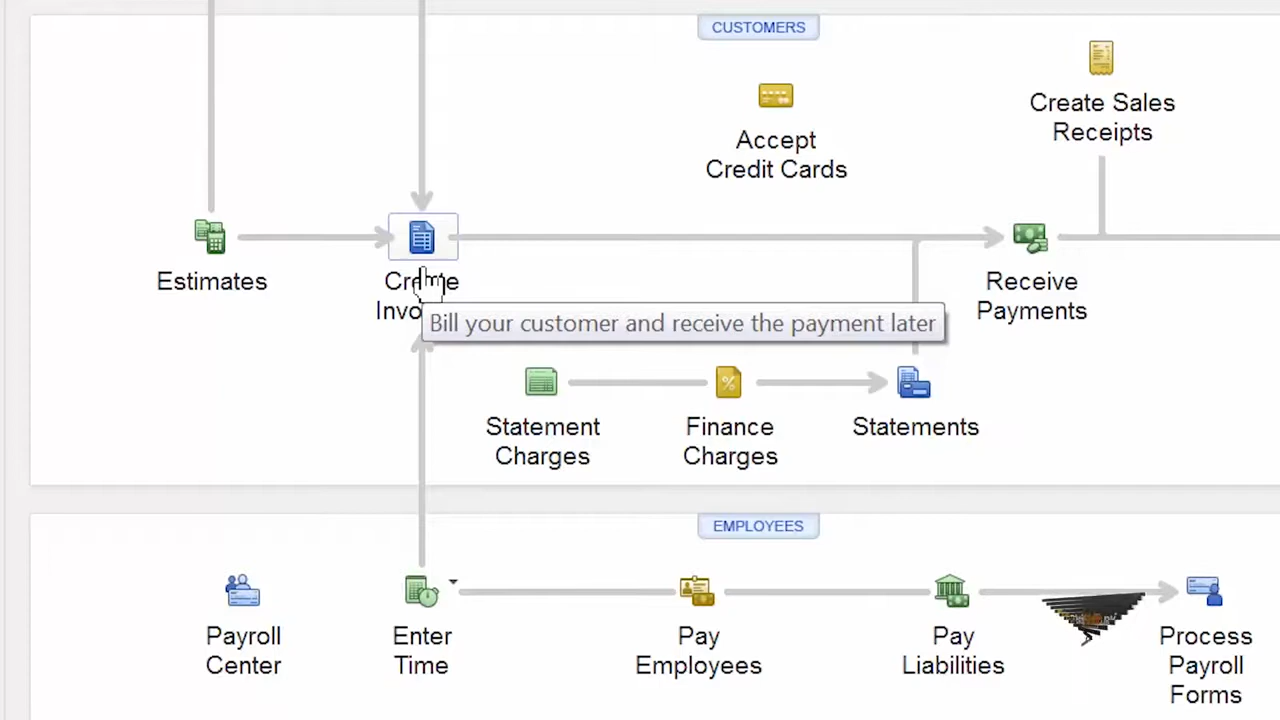 CUSTOMERS
Create Sales
Receipts
Accept
Credit Cards
Estimates
Create
Receive
Payments
Bill your customer and receive the payment later
Statement
Charges
Finance
Charges
Statements
EMPLOYEES
Payroll
Center
Enter
Time
Pay
Employees
Pay
Liabilities
Process
Payroll
Forms